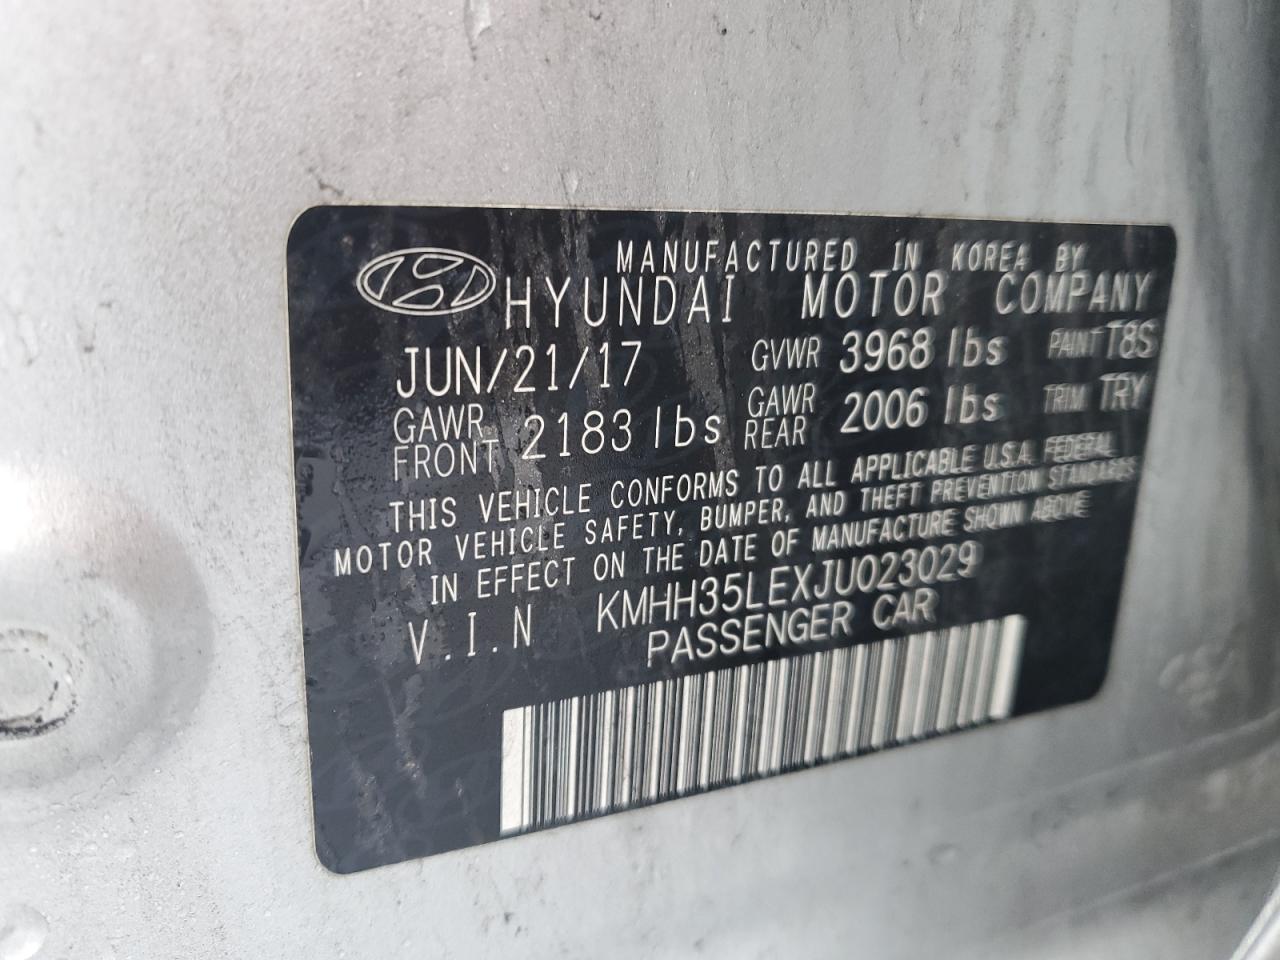 MANUFACTURED IN KOREA BY
HYUNDAI MOTOR COMPANY
JUN/21/17 GVWR 3968 lbs PAINT T8S
GAWR FRONT 2183 lbs GAWR REAR 2006 lbs TRIM TRY
THIS VEHICLE CONFORMS TO ALL APPLICABLE U.S.A. FEDERAL
MOTOR VEHICLE SAFETY, BUMPER, AND THEFT PREVENTION STANDARDS
IN EFFECT ON THE DATE OF MANUFACTURE SHOWN ABOVE
V.I.N KMHH35LEXJU023029
PASSENGER CAR